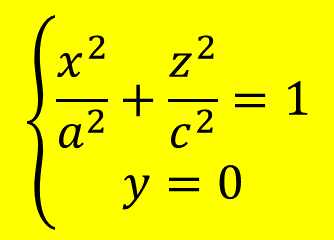 x²/a² + z²/c² = 1
y = 0